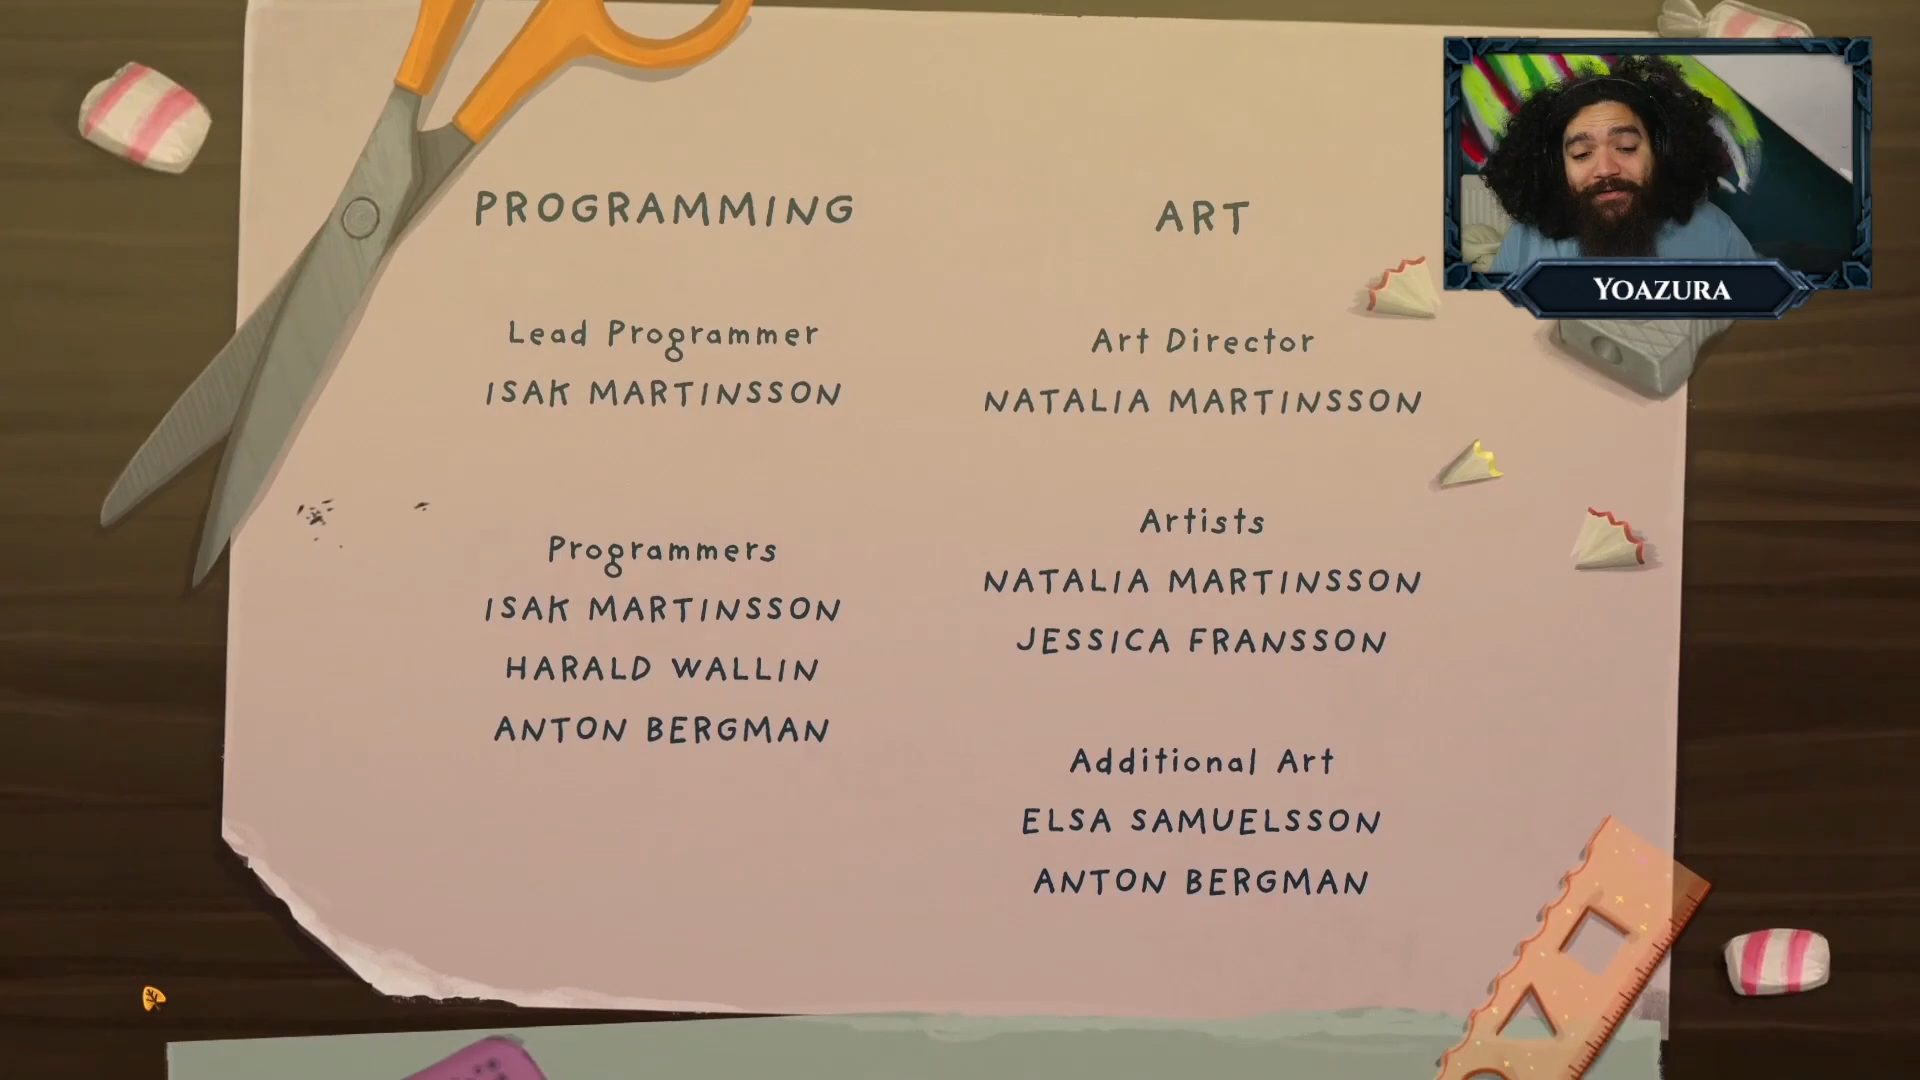 PROGRAMMING
Lead Programmer
ISAK MARTINSSON
Programmers
ISAK MARTINSSON
HARALD WALLIN
ANTON BERGMAN
ART
Art Director
NATALIA MARTINSSON
Artists
NATALIA MARTINSSON
JESSICA FRANSSON
Additional Art
ELSA SAMUELSSON
ANTON BERGMAN
YOAZURA